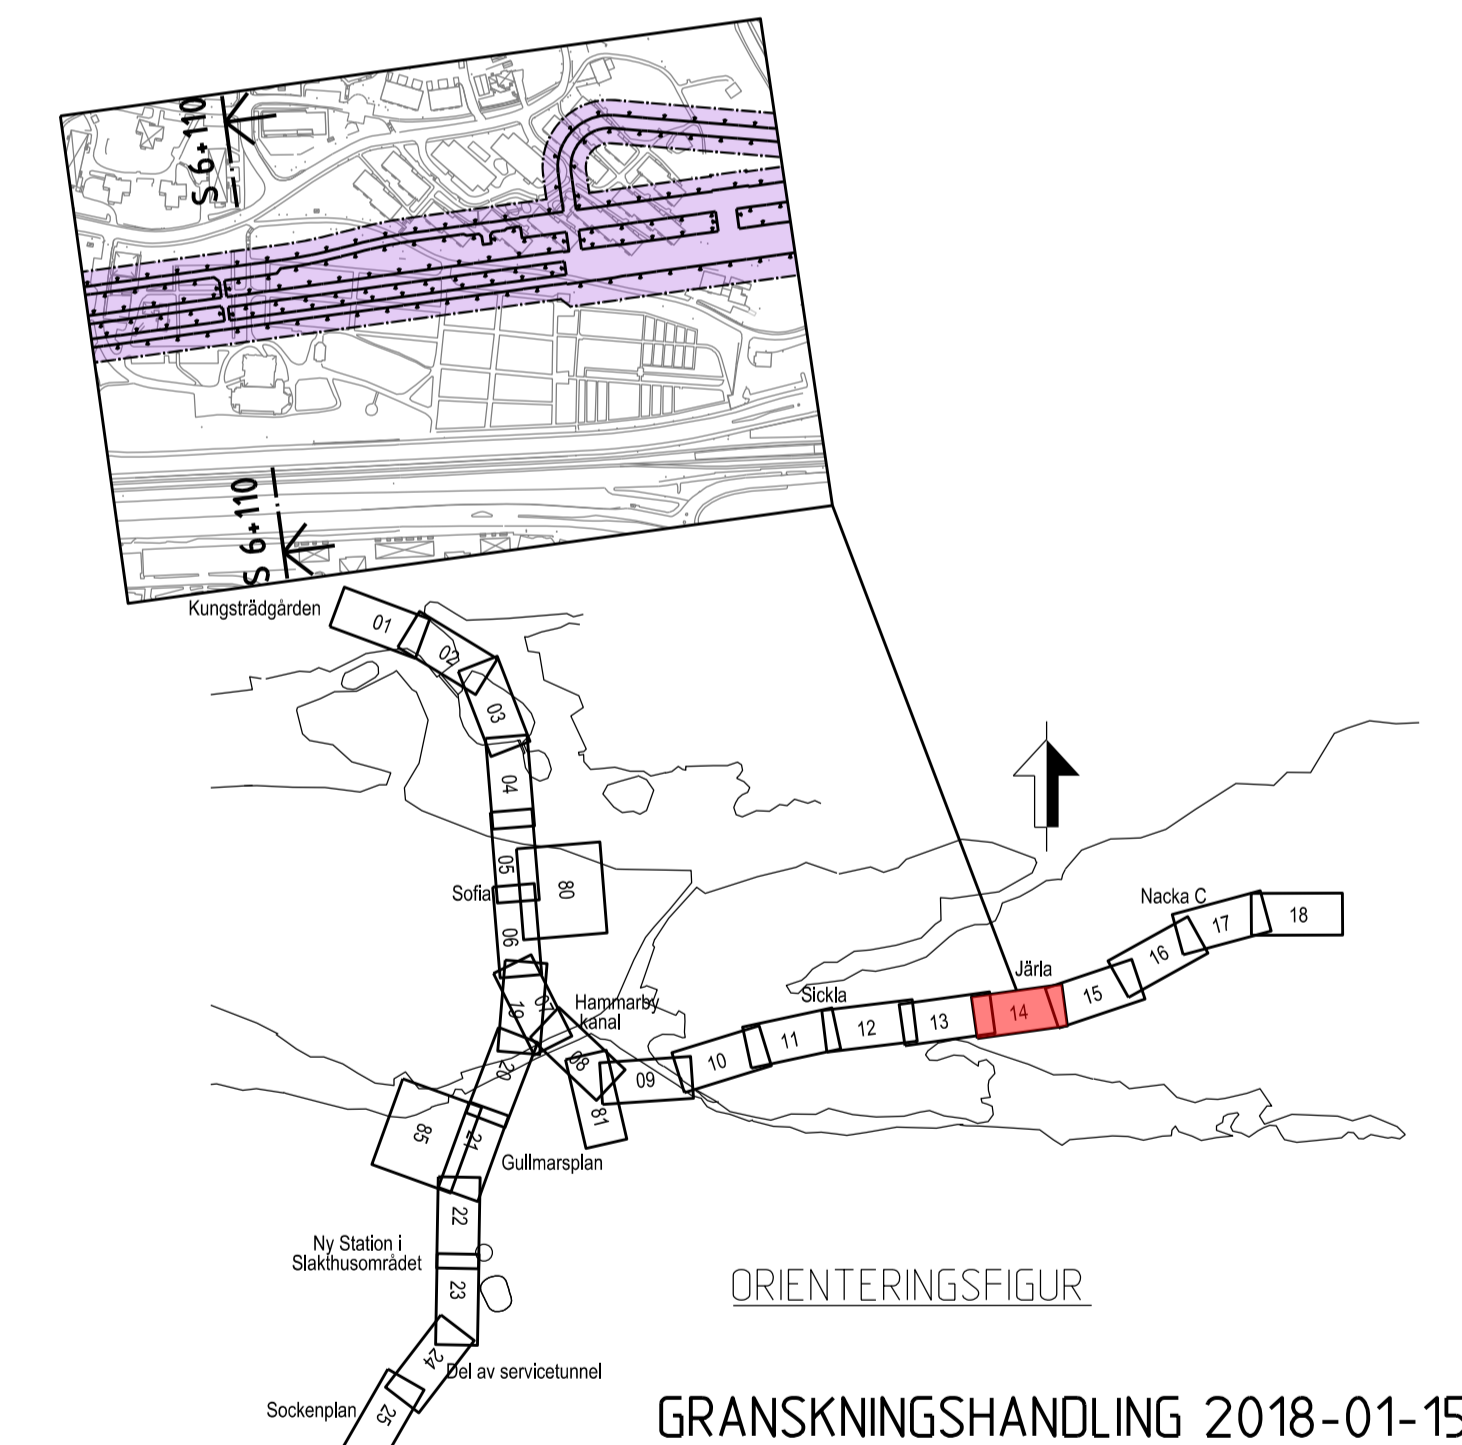 S 6+110
S 6+110
Kungsträdgården
01
02
03
04
05
Sofia
80
06
Nacka C
17
18
16
Järla
15
Sickla
14
13
12
11
10
19
07
Hammarby
kanal
08
09
20
81
85
21
Gullmarsplan
22
Ny Station i
Slakthusområdet
23
ORIENTERINGSFIGUR
24
Del av servicetunnel
Sockenplan
25
GRANSKNINGSHANDLING 2018-01-15